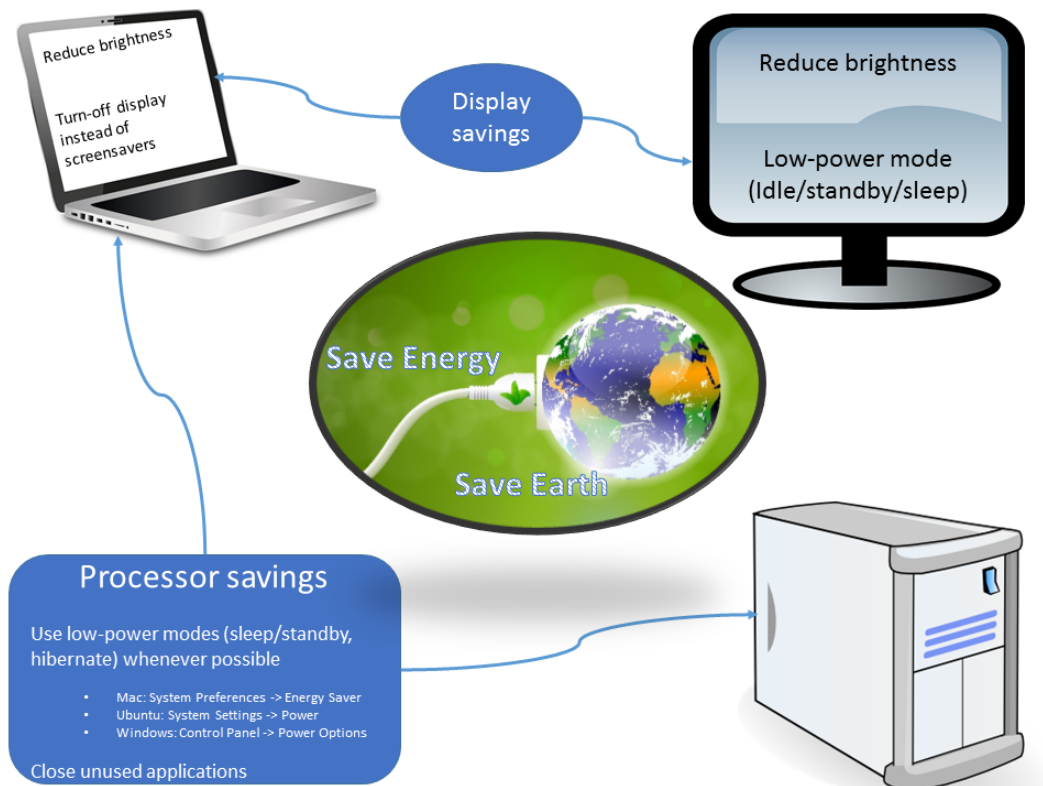 Reduce brightness
Turn-off display
instead of
screensavers
Display
savings
Reduce brightness
Low-power mode
(Idle/standby/sleep)
Save Energy
Save Earth
Processor savings
Use low-power modes (sleep/standby,
hibernate) whenever possible
• Mac: System Preferences -> Energy Saver
• Ubuntu: System Settings -> Power
• Windows: Control Panel -> Power Options
Close unused applications